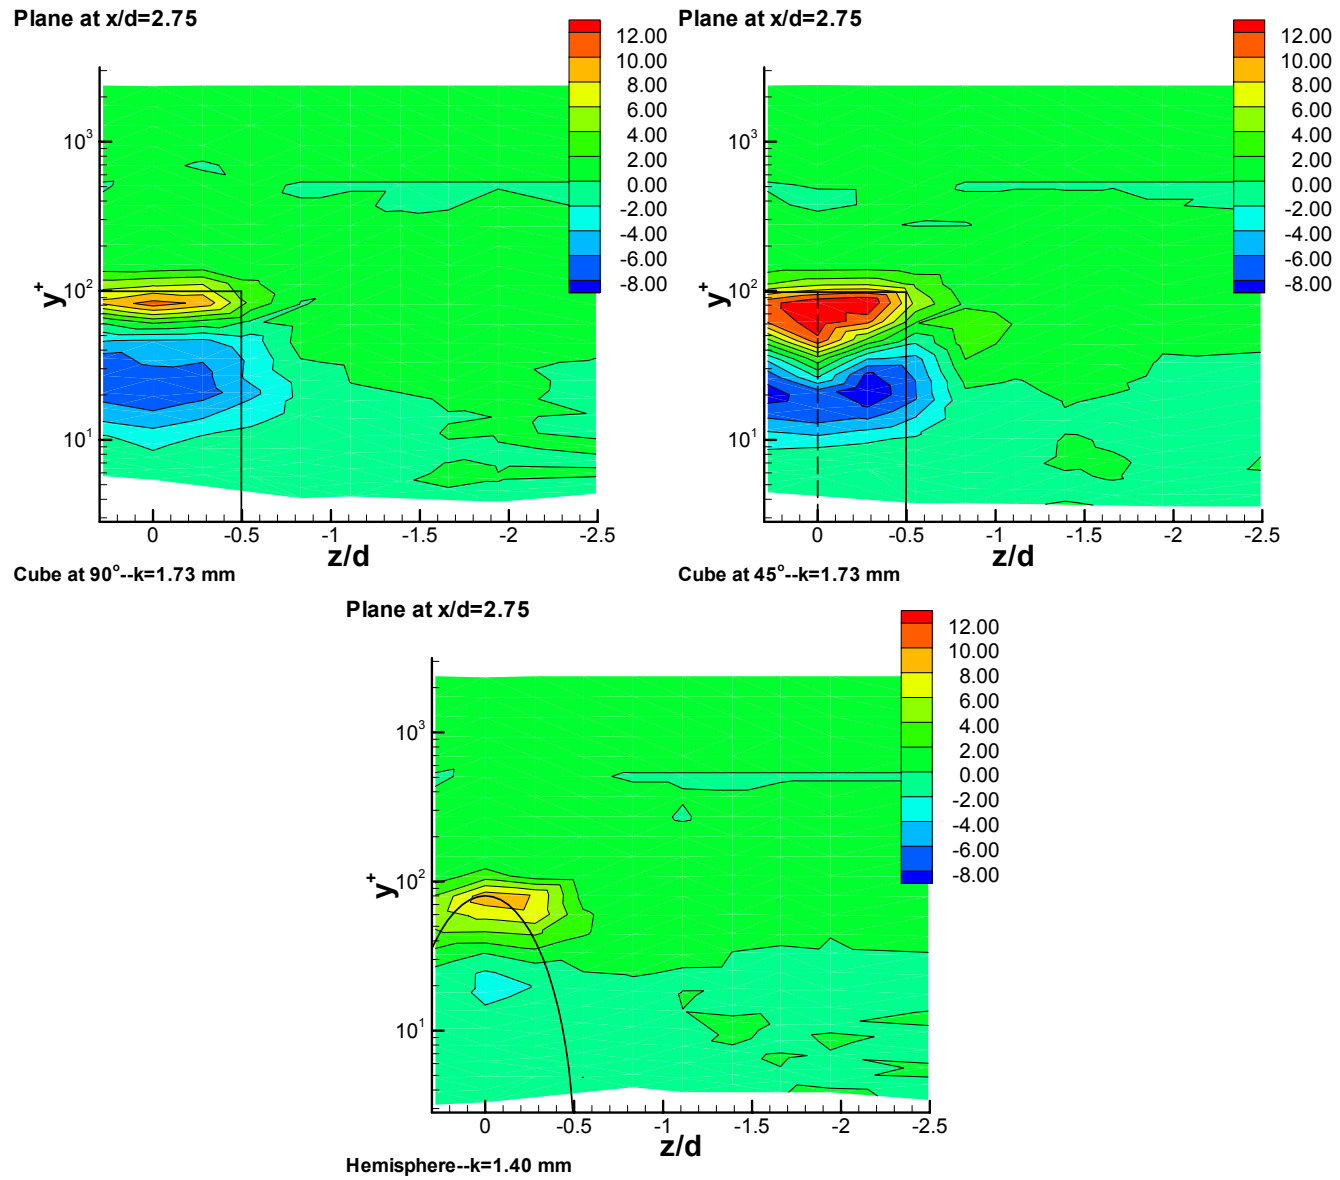 Plane at x/d=2.75
12.00
10.00
8.00
6.00
4.00
2.00
0.00
-2.00
-4.00
-6.00
-8.00
10³
10²
10¹
y⁺
0 -0.5 -1 -1.5 -2 -2.5
z/d
Cube at 90°--k=1.73 mm
Plane at x/d=2.75
12.00
10.00
8.00
6.00
4.00
2.00
0.00
-2.00
-4.00
-6.00
-8.00
10³
10²
10¹
y⁺
0 -0.5 -1 -1.5 -2 -2.5
z/d
Cube at 45°--k=1.73 mm
Plane at x/d=2.75
12.00
10.00
8.00
6.00
4.00
2.00
0.00
-2.00
-4.00
-6.00
-8.00
10³
10²
10¹
y⁺
0 -0.5 -1 -1.5 -2 -2.5
z/d
Hemisphere--k=1.40 mm